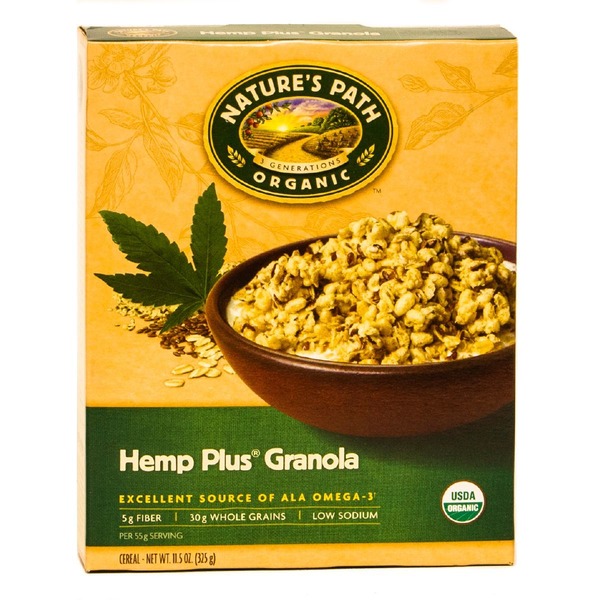 Hemp Plus® Granola
NATURE'S PATH
3 GENERATIONS
ORGANIC
™
Hemp Plus® Granola
EXCELLENT SOURCE OF ALA OMEGA-3†
5g FIBER | 30g WHOLE GRAINS | LOW SODIUM
PER 55g SERVING
USDA
ORGANIC
CEREAL - NET WT. 11.5 OZ. (325 g)